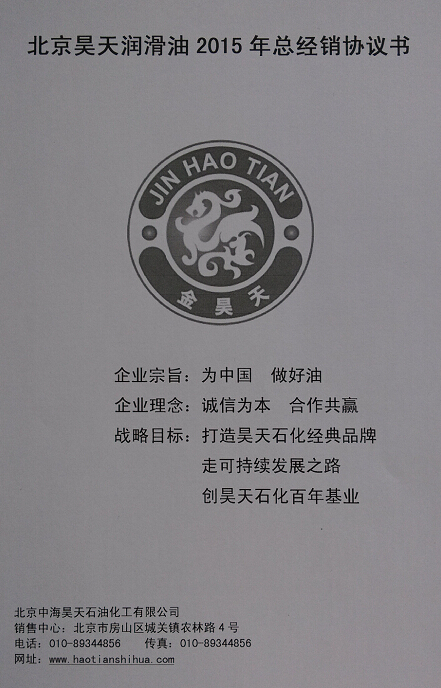 北京昊天润滑油 2015 年总经销协议书
JIN HAO TIAN
金昊天
企业宗旨：为中国　做好油
企业理念：诚信为本　合作共赢
战略目标：打造昊天石化经典品牌
走可持续发展之路
创昊天石化百年基业
北京中海昊天石油化工有限公司
销售中心：北京市房山区城关镇农林路 4 号
电话：010-89344856　　传真：010-89344856
网址：www.haotianshihua.com